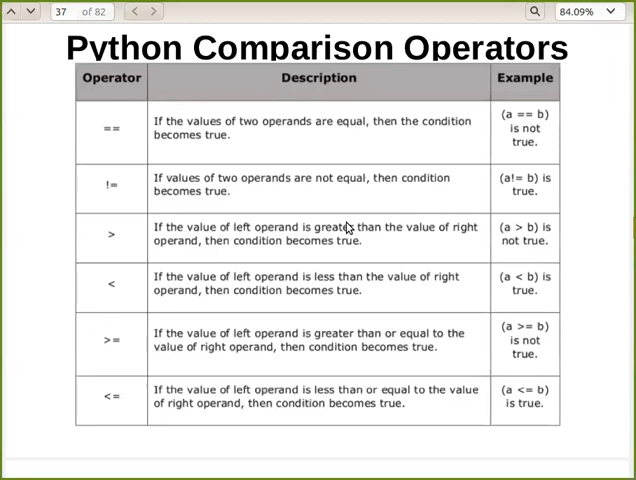 37 of 82 84.09%
Python Comparison Operators
Operator Description Example
== If the values of two operands are equal, then the condition becomes true. (a == b) is not true.
!= If values of two operands are not equal, then condition becomes true. (a!= b) is true.
> If the value of left operand is greater than the value of right operand, then condition becomes true. (a > b) is not true.
< If the value of left operand is less than the value of right operand, then condition becomes true. (a < b) is true.
>= If the value of left operand is greater than or equal to the value of right operand, then condition becomes true. (a >= b) is not true.
<= If the value of left operand is less than or equal to the value of right operand, then condition becomes true. (a <= b) is true.